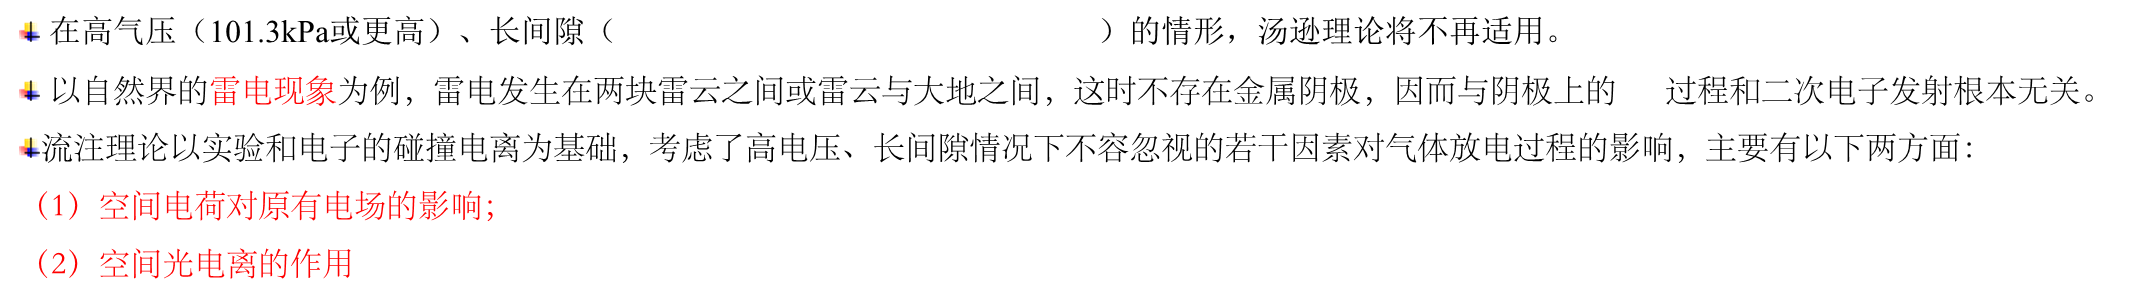 在高气压（101.3kPa或更高）、长间隙（ ）的情形，汤逊理论将不再适用。
以自然界的雷电现象为例，雷电发生在两块雷云之间或雷云与大地之间，这时不存在金属阴极，因而与阴极上的 过程和二次电子发射根本无关。
流注理论以实验和电子的碰撞电离为基础，考虑了高电压、长间隙情况下不容忽视的若干因素对气体放电过程的影响，主要有以下两方面：
（1）空间电荷对原有电场的影响；
（2）空间光电离的作用